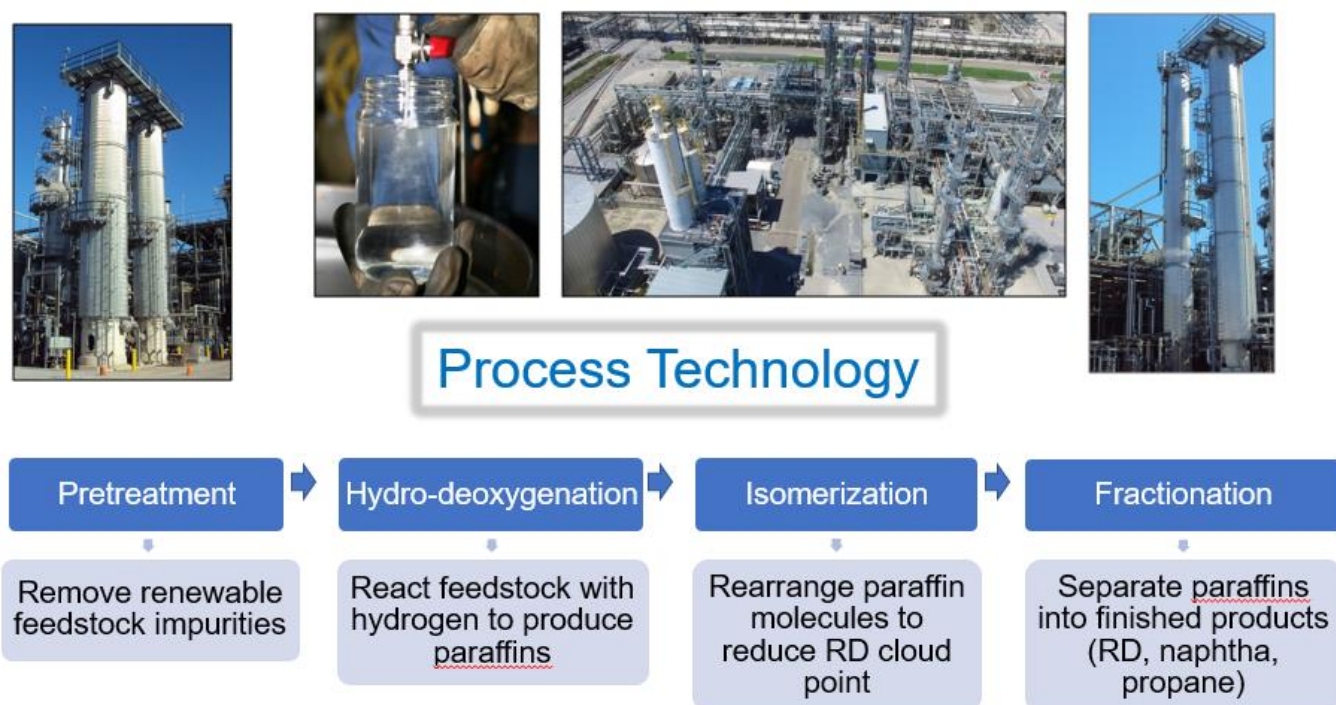 Process Technology
Pretreatment
Hydro-deoxygenation
Isomerization
Fractionation
Remove renewable
feedstock impurities
React feedstock with
hydrogen to produce
paraffins
Rearrange paraffin
molecules to
reduce RD cloud
point
Separate paraffins
into finished products
(RD, naphtha,
propane)